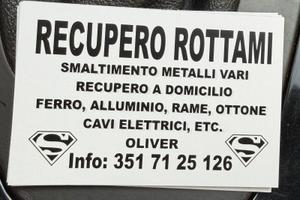 RECUPERO ROTTAMI
SMALTIMENTO METALLI VARI
RECUPERO A DOMICILIO
FERRO, ALLUMINIO, RAME, OTTONE
CAVI ELETTRICI, ETC.
OLIVER
S S
Info: 351 71 25 126